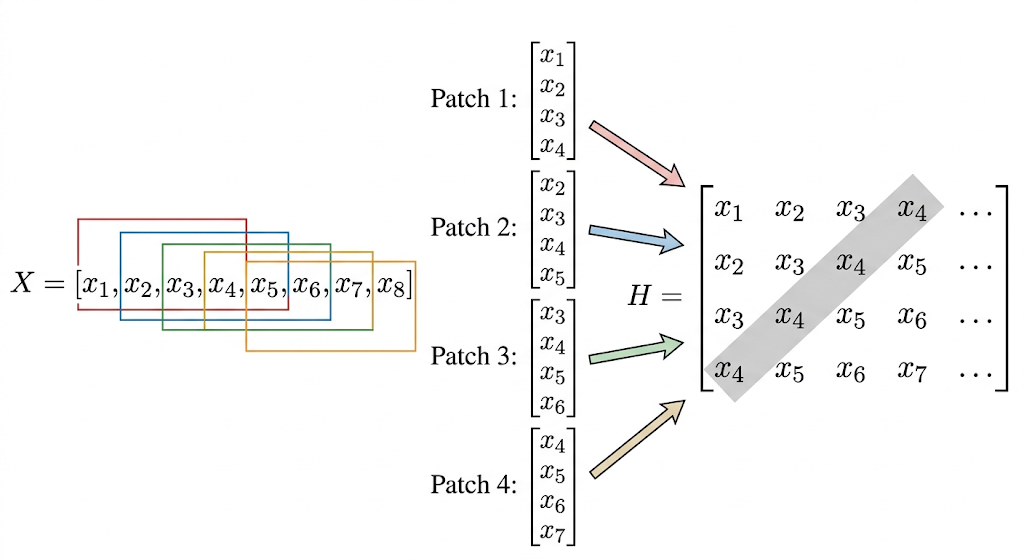 X = [x₁, x₂, x₃, x₄, x₅, x₆, x₇, x₈]
Patch 1:
x₁
x₂
x₃
x₄
Patch 2:
x₂
x₃
x₄
x₅
Patch 3:
x₃
x₄
x₅
x₆
Patch 4:
x₄
x₅
x₆
x₇
H =
x₁ x₂ x₃ x₄ ...
x₂ x₃ x₄ x₅ ...
x₃ x₄ x₅ x₆ ...
x₄ x₅ x₆ x₇ ...